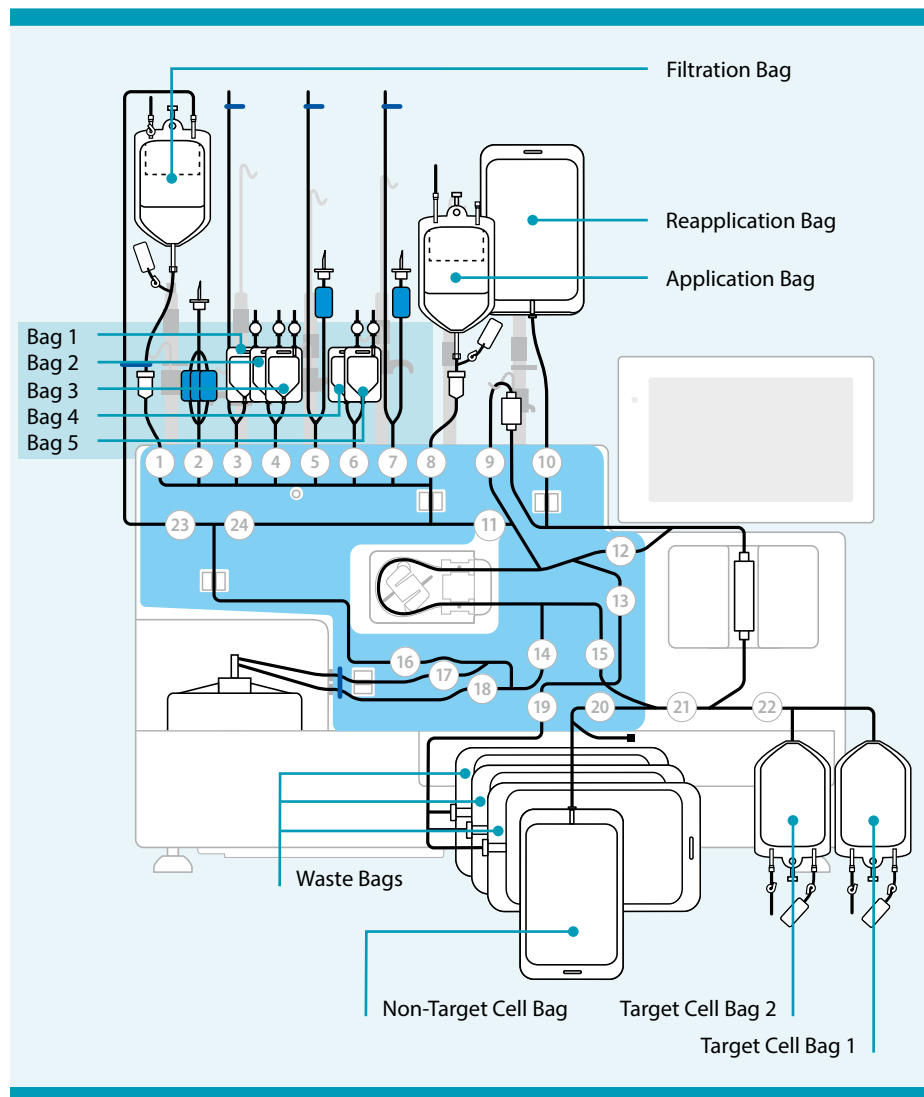 Filtration Bag
Reapplication Bag
Application Bag
Bag 1
Bag 2
Bag 3
Bag 4
Bag 5
1 2 3 4 5 6 7 8 9 10
23 24 11
12
13
16 17 14 15
18
19 20 21 22
Waste Bags
Non-Target Cell Bag
Target Cell Bag 2
Target Cell Bag 1